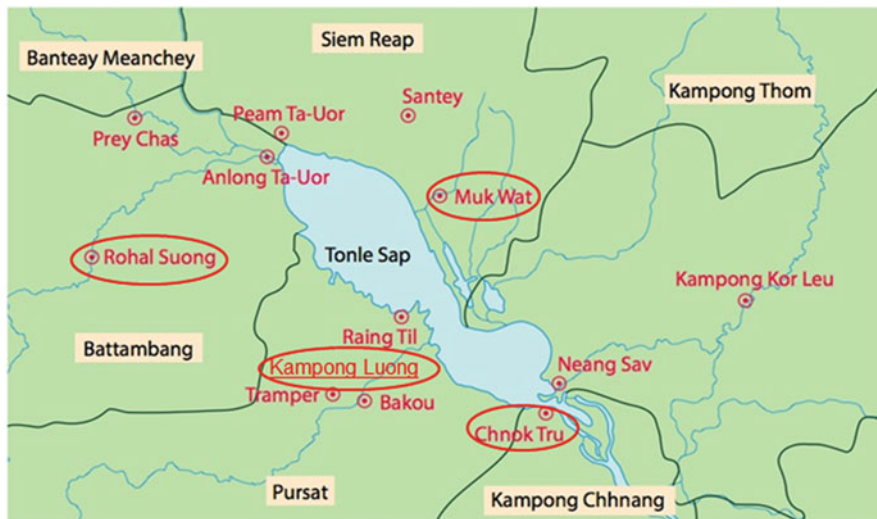 Siem Reap
Banteay Meanchey
Kampong Thom
Santey
Peam Ta-Uor
Prey Chas
Anlong Ta-Uor
Muk Wat
Tonle Sap
Rohal Suong
Kampong Kor Leu
Raing Til
Battambang
Kampong Luong
Neang Sav
Tramper
Bakou
Chnok Tru
Pursat
Kampong Chhnang